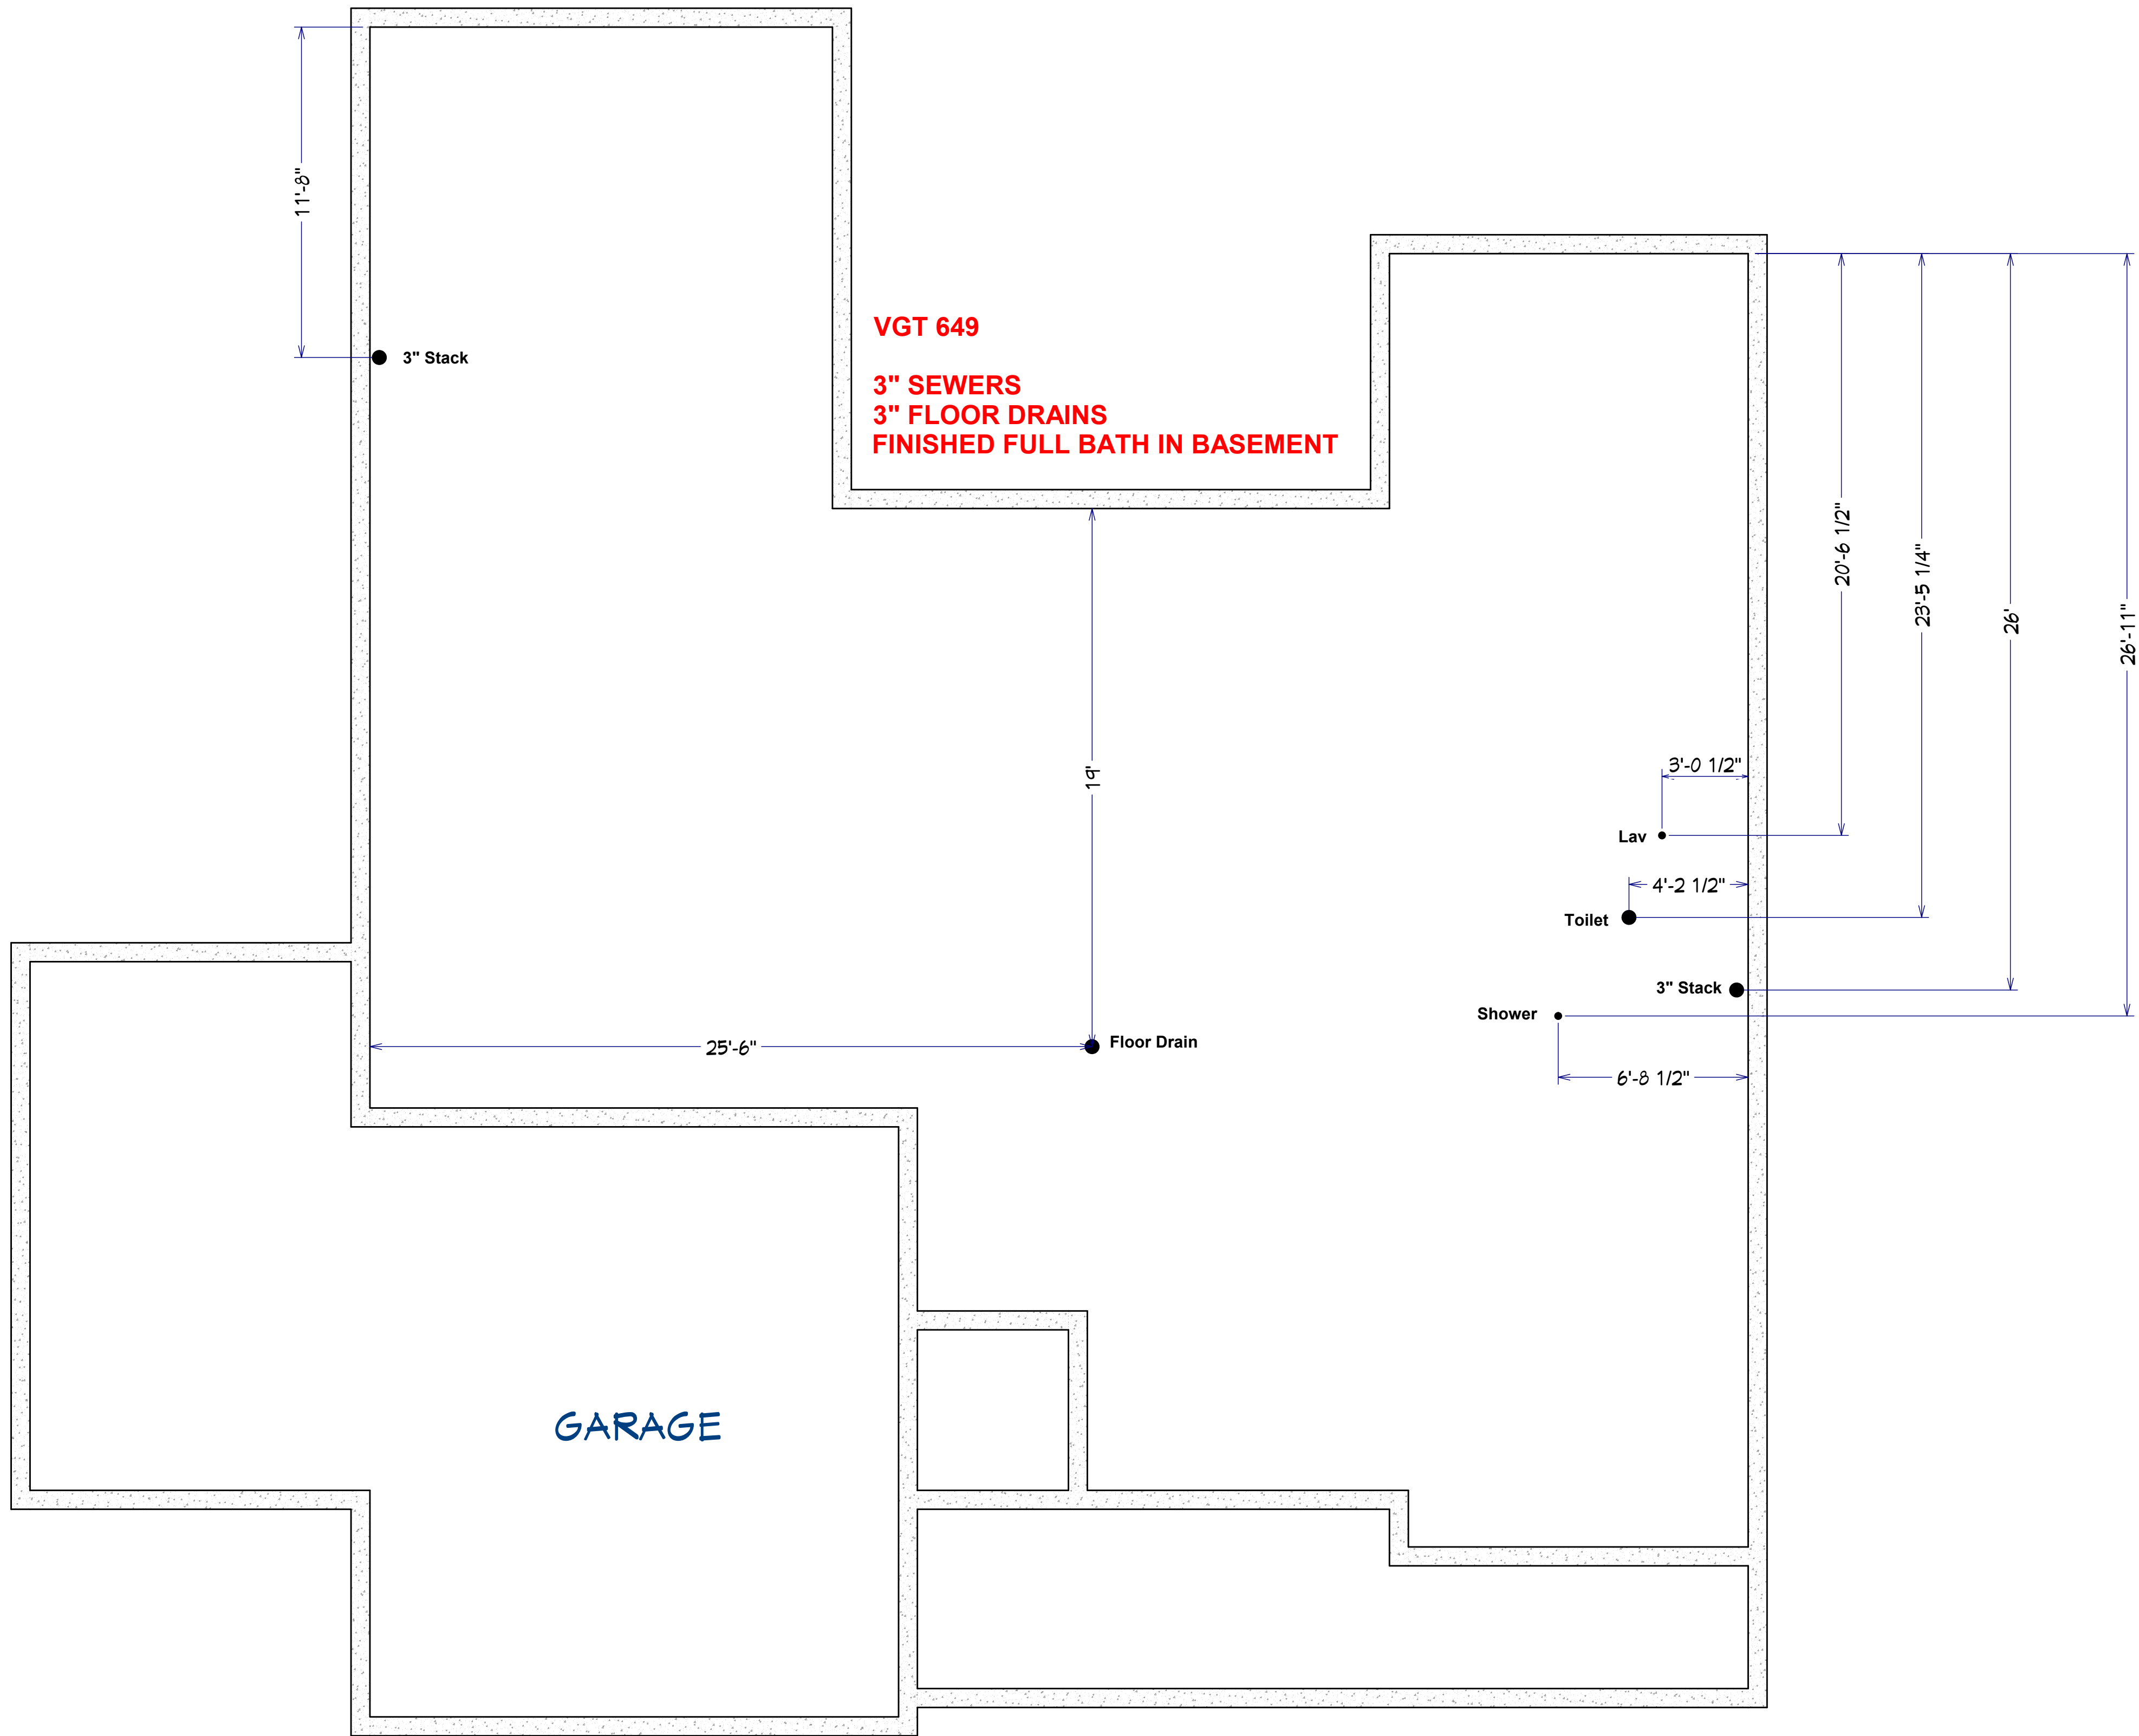 11'-8"
3" Stack
VGT 649
3" SEWERS
3" FLOOR DRAINS
FINISHED FULL BATH IN BASEMENT
20'-6 1/2"
23'-5 1/4"
26'
26'-11"
19'
3'-0 1/2"
Lav
4'-2 1/2"
Toilet
3" Stack
Shower
25'-6"
Floor Drain
6'-8 1/2"
GARAGE